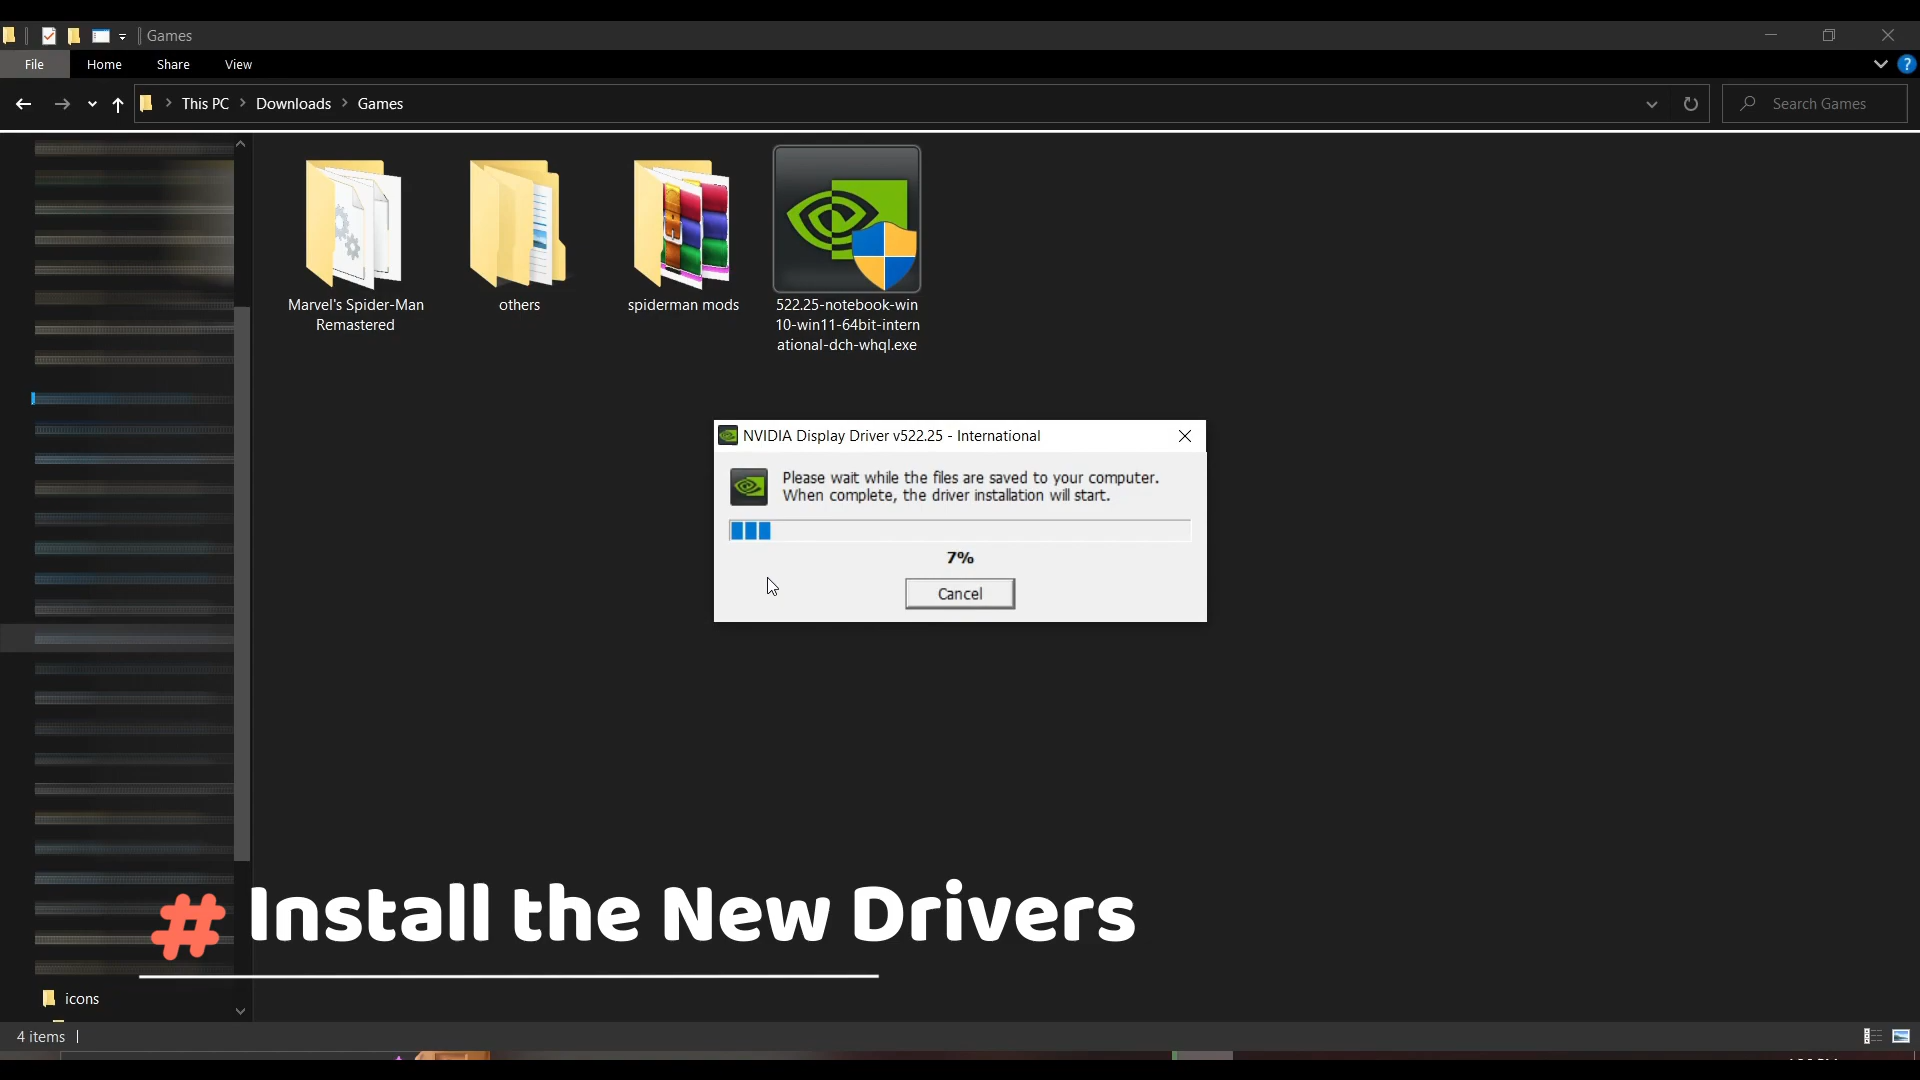 Games
File Home Share View
This PC Downloads Games
Search Games
Marvel's Spider-Man
Remastered
others
spiderman mods
522.25-notebook-win
10-win11-64bit-intern
ational-dch-whql.exe
NVIDIA Display Driver v522.25 - International
Please wait while the files are saved to your computer.
When complete, the driver installation will start.
7%
Cancel
# Install the New Drivers
icons
4 items